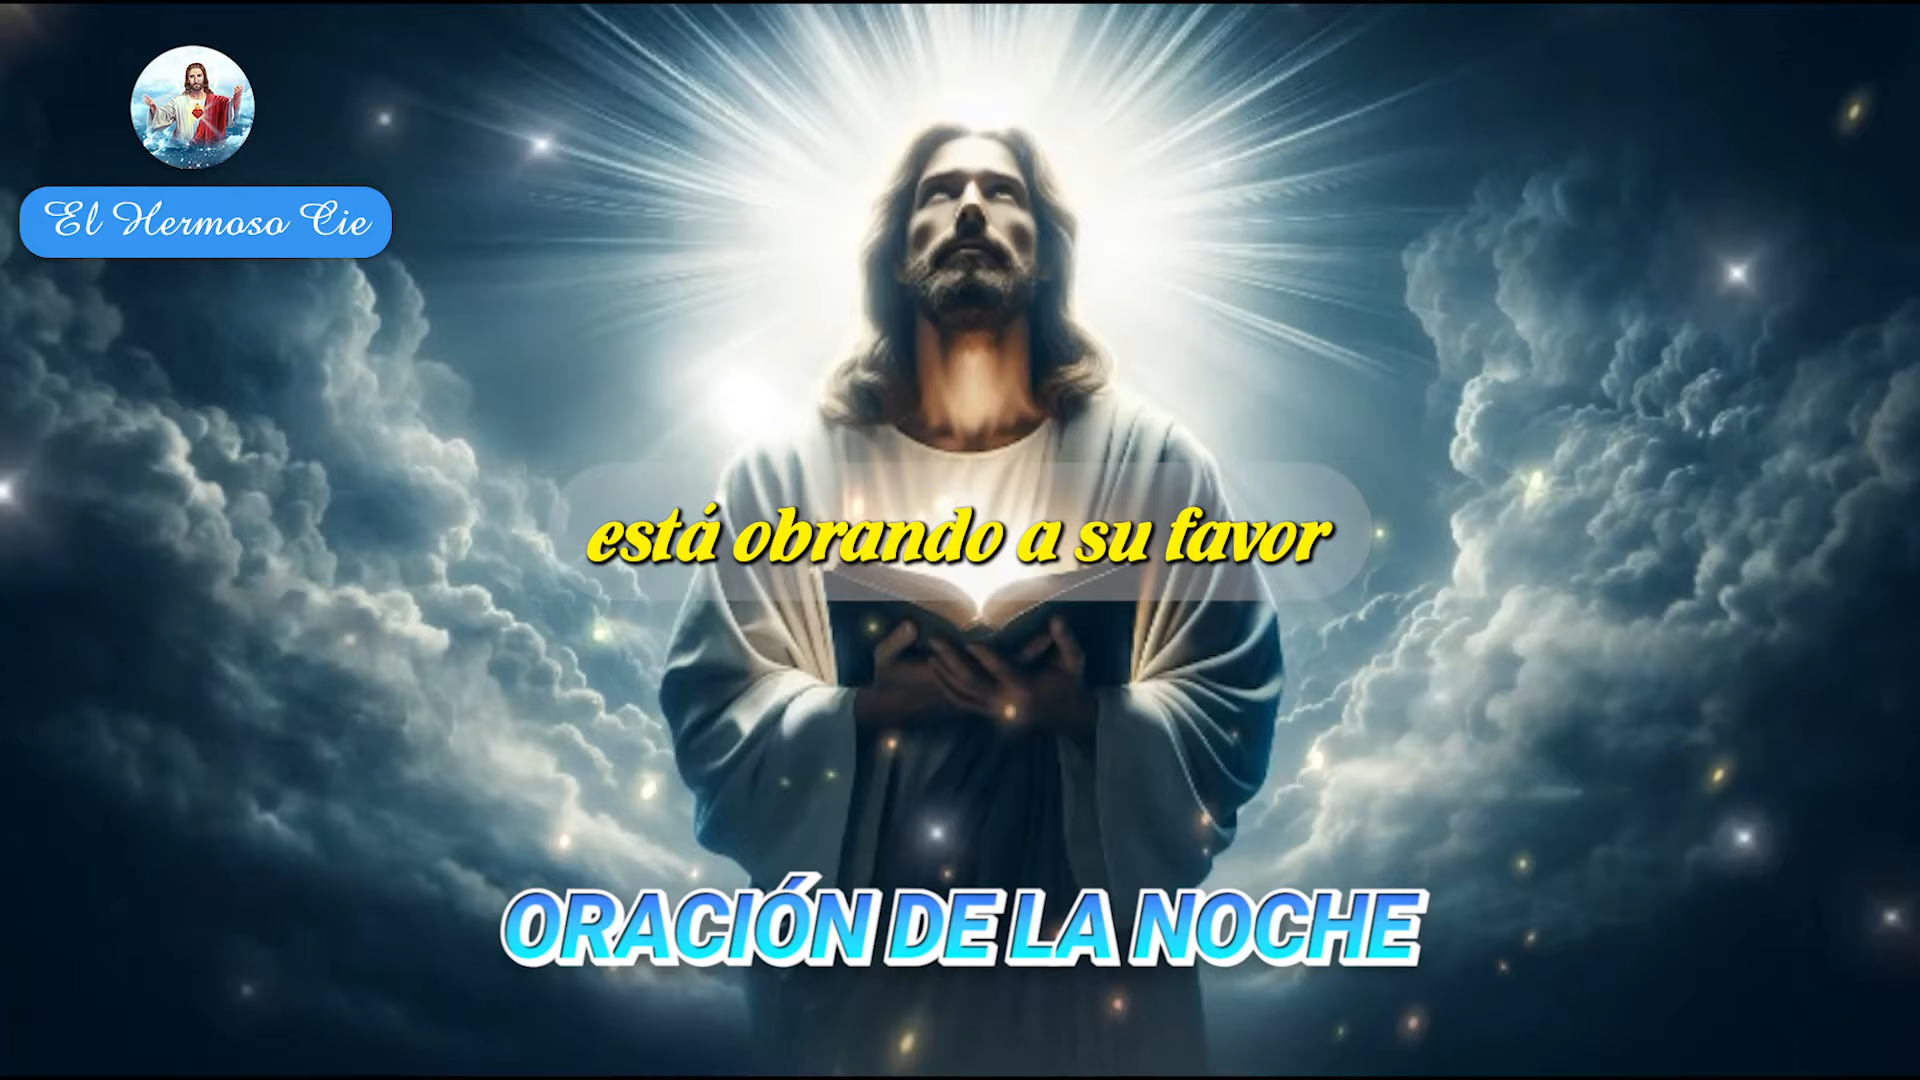 El Hermoso Cie
está obrando a su favor
ORACIÓN DE LA NOCHE